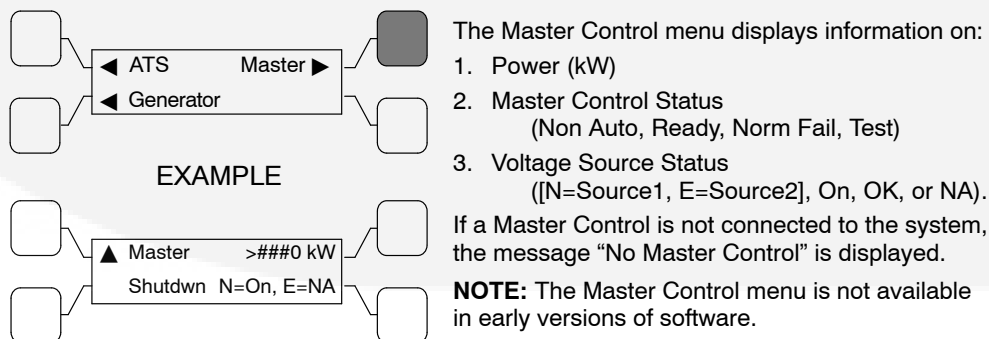 ◀ ATS Master ▶
◀ Generator
EXAMPLE
▲ Master >###0 kW
Shutdwn N=On, E=NA
The Master Control menu displays information on:
1. Power (kW)
2. Master Control Status
(Non Auto, Ready, Norm Fail, Test)
3. Voltage Source Status
([N=Source1, E=Source2], On, OK, or NA).
If a Master Control is not connected to the system,
the message “No Master Control” is displayed.
NOTE: The Master Control menu is not available
in early versions of software.